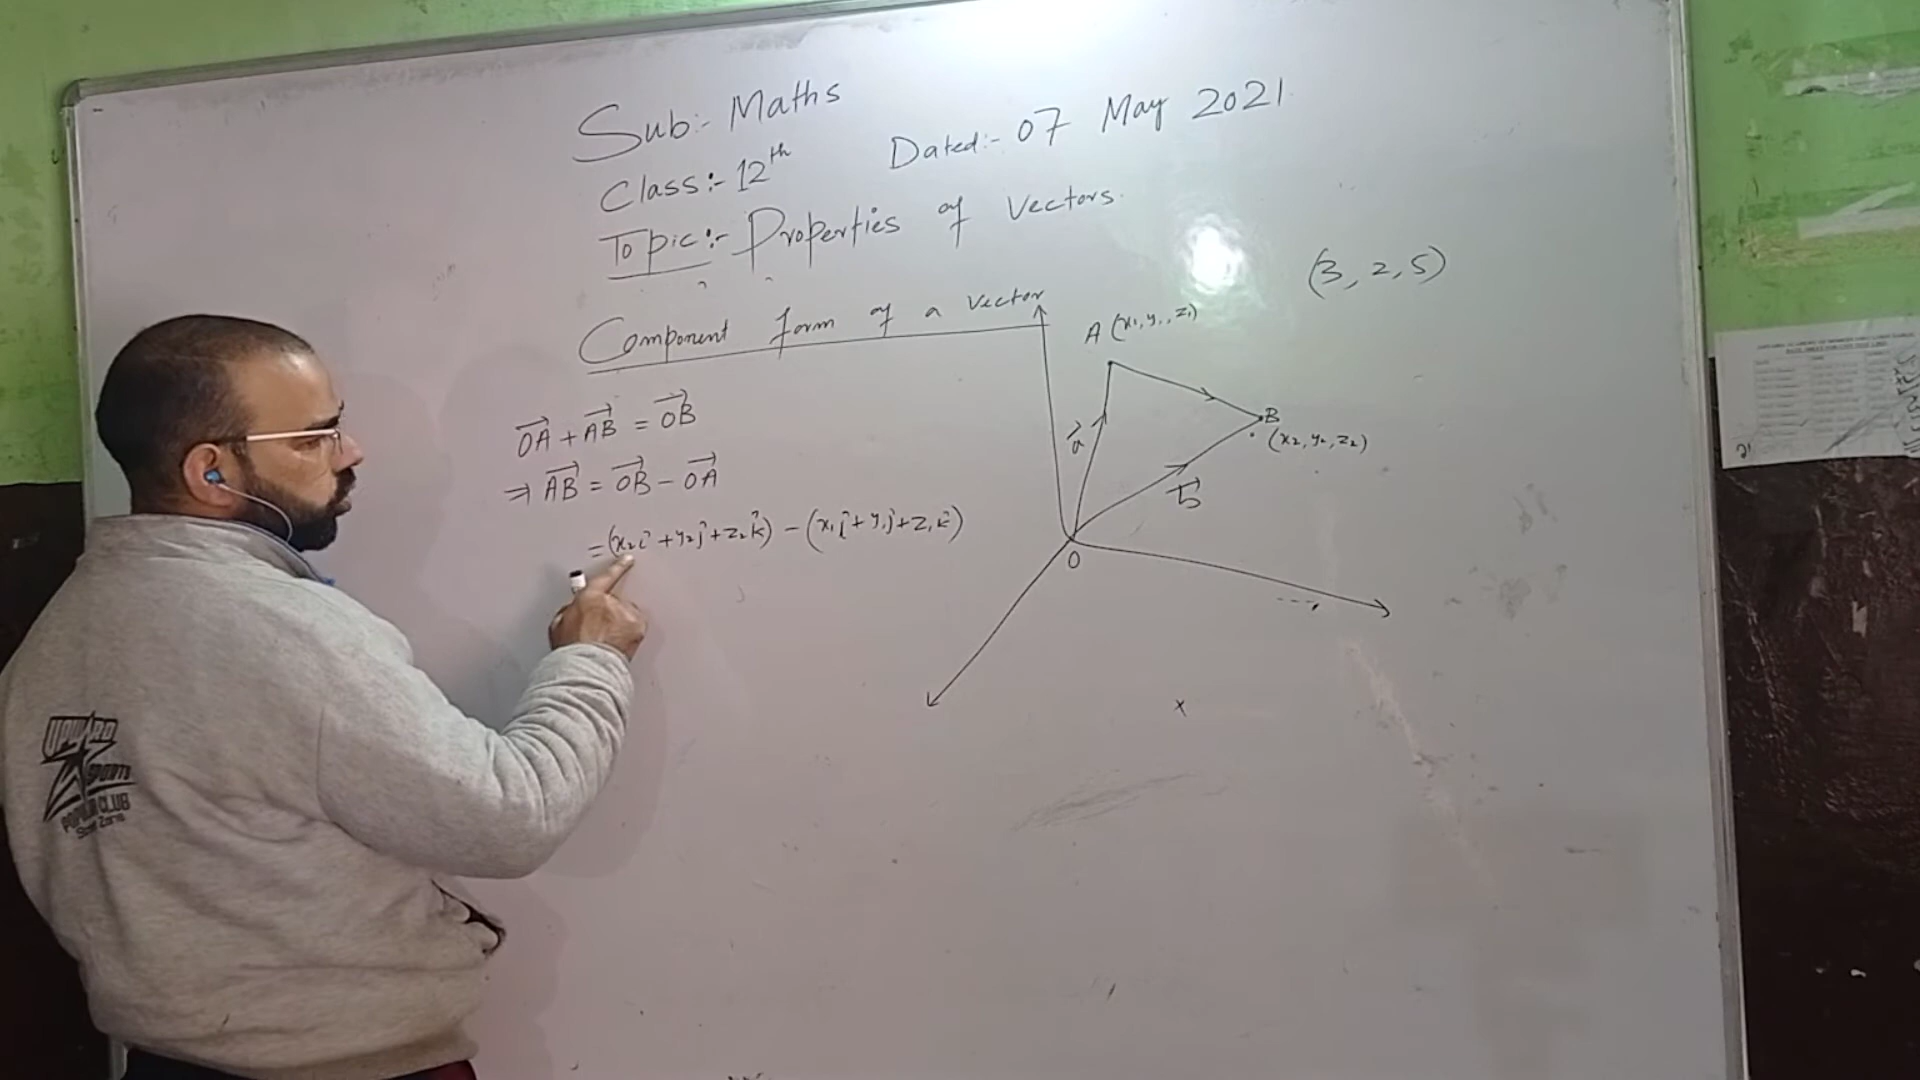 Sub:- Maths
Class:- 12th
Dated:- 07 May 2021
Topic:- Properties of Vectors.
(3, 2, 5)
Component form of a Vector
A (x₁, y₁, z₁)
B
(x₂, y₂, z₂)
a⃗
b⃗
O
x
OA⃗ + AB⃗ = OB⃗
⇒ AB⃗ = OB⃗ - OA⃗
= (x₂î + y₂ĵ + z₂k̂) - (x₁î + y₁ĵ + z₁k̂)
UPWARD
SPORTS
CLUB